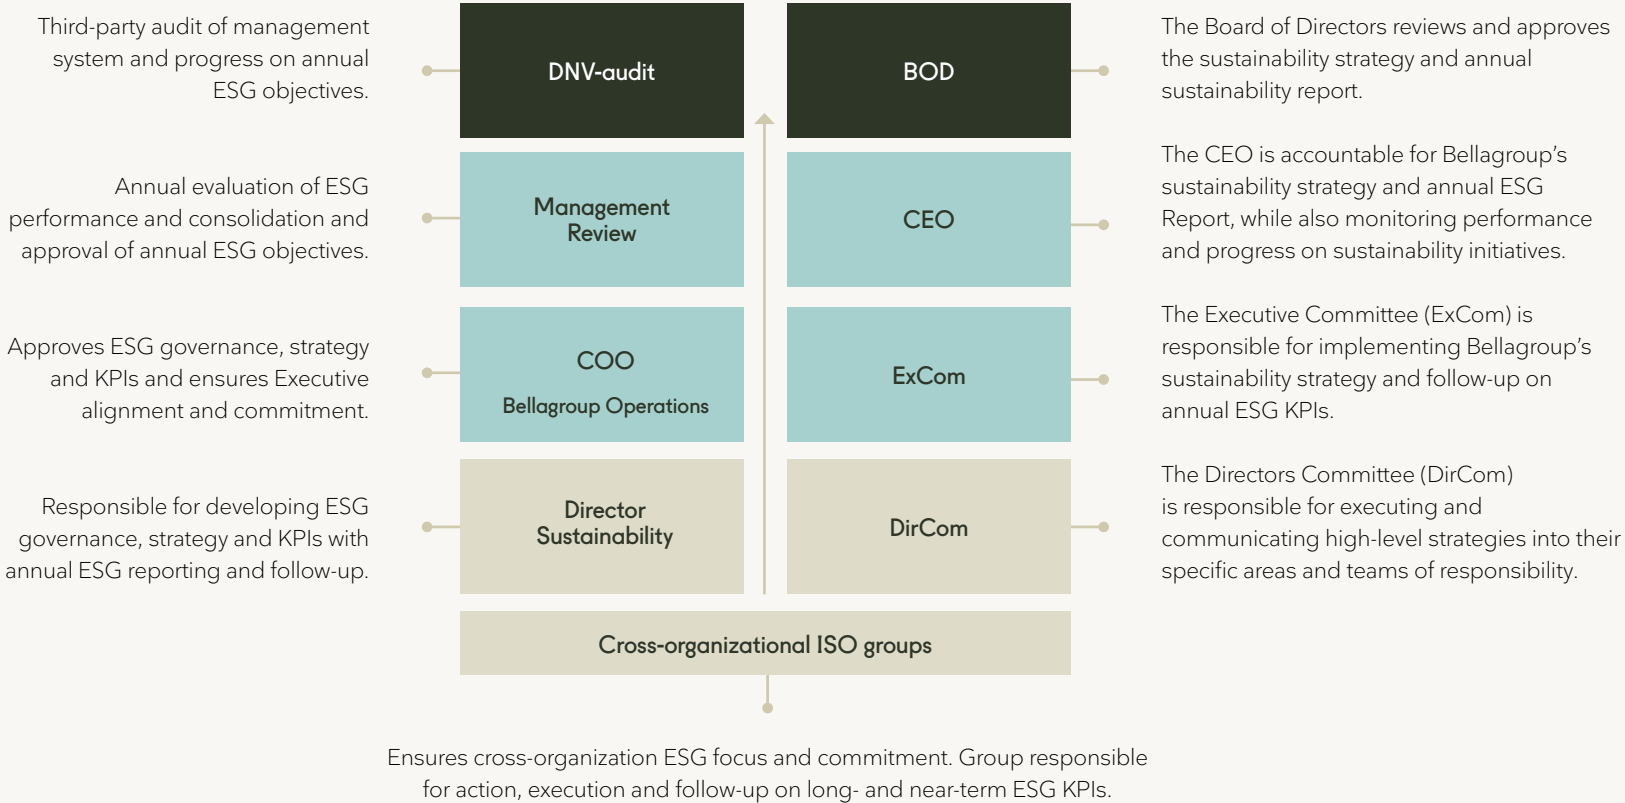 Third-party audit of management
system and progress on annual
ESG objectives.
DNV-audit
BOD
The Board of Directors reviews and approves
the sustainability strategy and annual
sustainability report.
Annual evaluation of ESG
performance and consolidation and
approval of annual ESG objectives.
Management
Review
CEO
The CEO is accountable for Bellagroup’s
sustainability strategy and annual ESG
Report, while also monitoring performance
and progress on sustainability initiatives.
Approves ESG governance, strategy
and KPIs and ensures Executive
alignment and commitment.
COO
Bellagroup Operations
ExCom
The Executive Committee (ExCom) is
responsible for implementing Bellagroup’s
sustainability strategy and follow-up on
annual ESG KPIs.
Responsible for developing ESG
governance, strategy and KPIs with
annual ESG reporting and follow-up.
Director
Sustainability
DirCom
The Directors Committee (DirCom)
is responsible for executing and
communicating high-level strategies into their
specific areas and teams of responsibility.
Cross-organizational ISO groups
Ensures cross-organization ESG focus and commitment. Group responsible
for action, execution and follow-up on long- and near-term ESG KPIs.